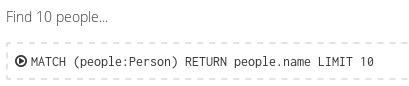 Find 10 people...
MATCH (people:Person) RETURN people.name LIMIT 10